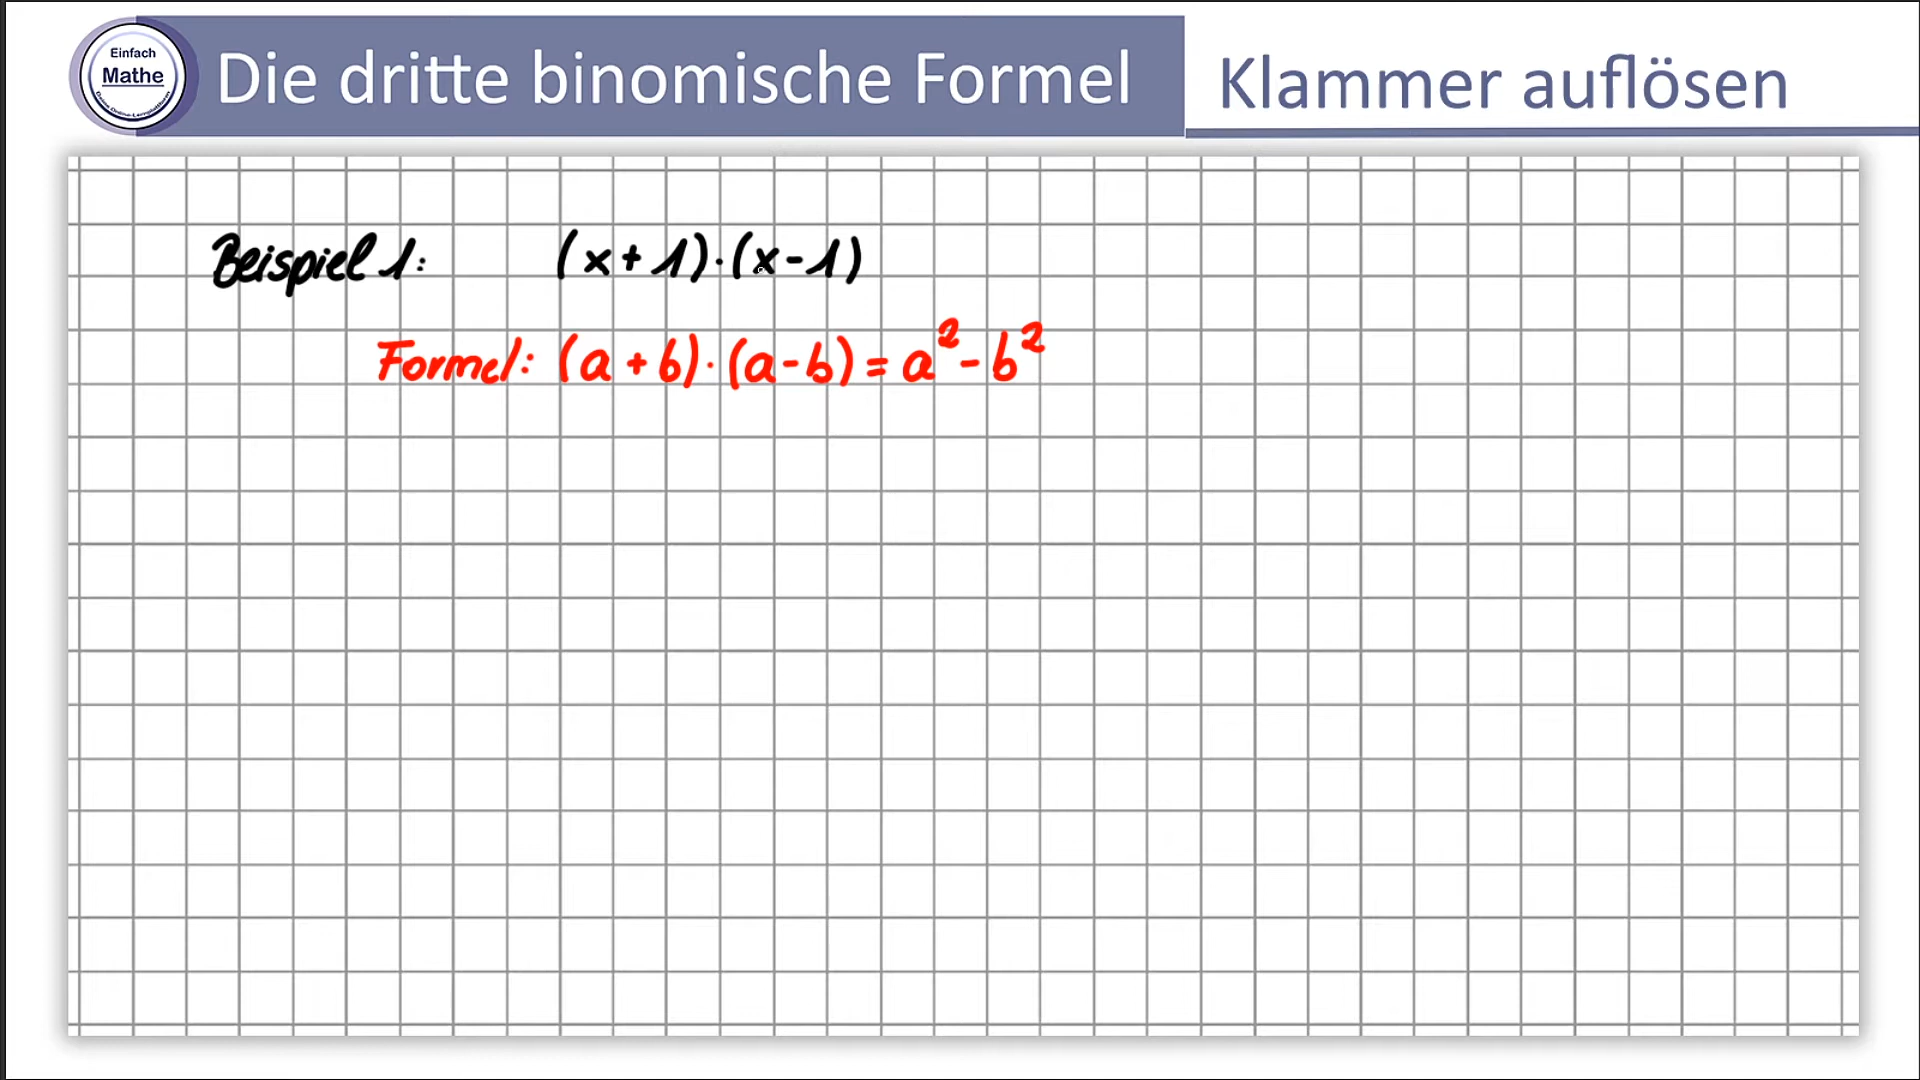 Einfach
Mathe
Die dritte binomische Formel
Klammer auflösen
Beispiel 1: (x+1)·(x-1)
Formel: (a+b)·(a-b)=a²-b²